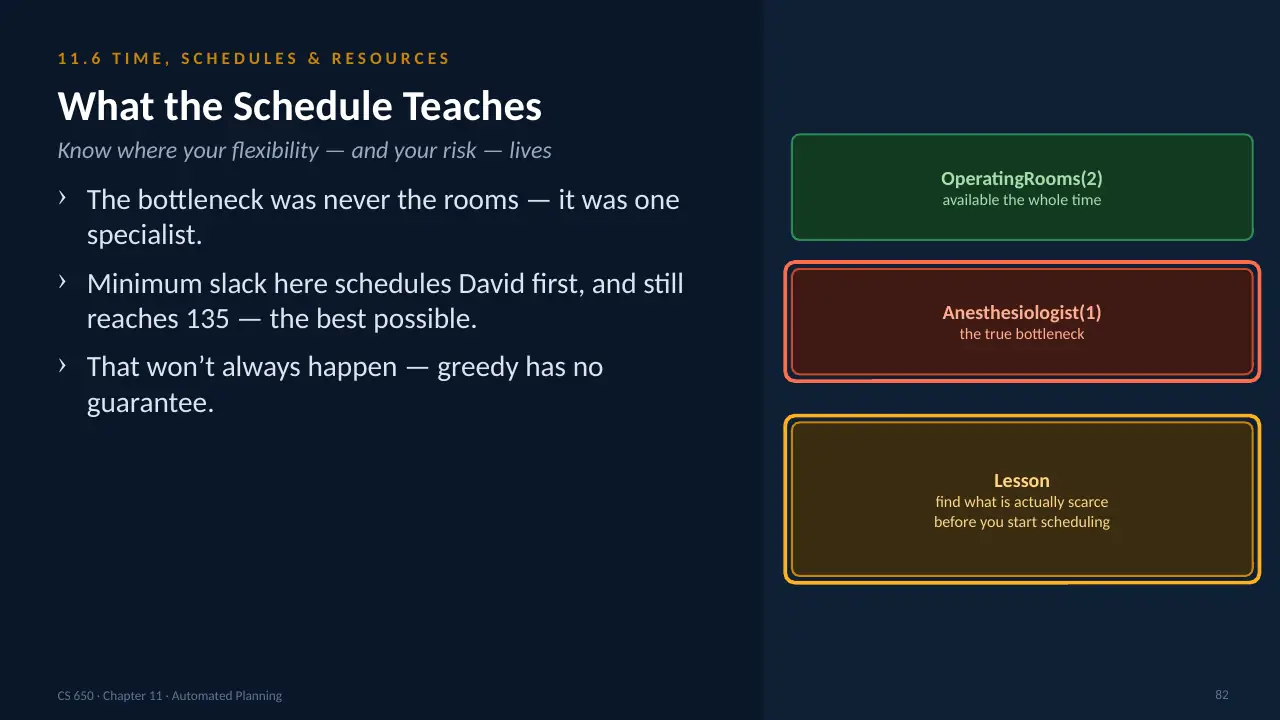 11.6 TIME, SCHEDULES & RESOURCES
What the Schedule Teaches
Know where your flexibility — and your risk — lives
› The bottleneck was never the rooms — it was one
specialist.
› Minimum slack here schedules David first, and still
reaches 135 — the best possible.
› That won’t always happen — greedy has no
guarantee.
OperatingRooms(2)
available the whole time
Anesthesiologist(1)
the true bottleneck
Lesson
find what is actually scarce
before you start scheduling
CS 650 · Chapter 11 · Automated Planning
82